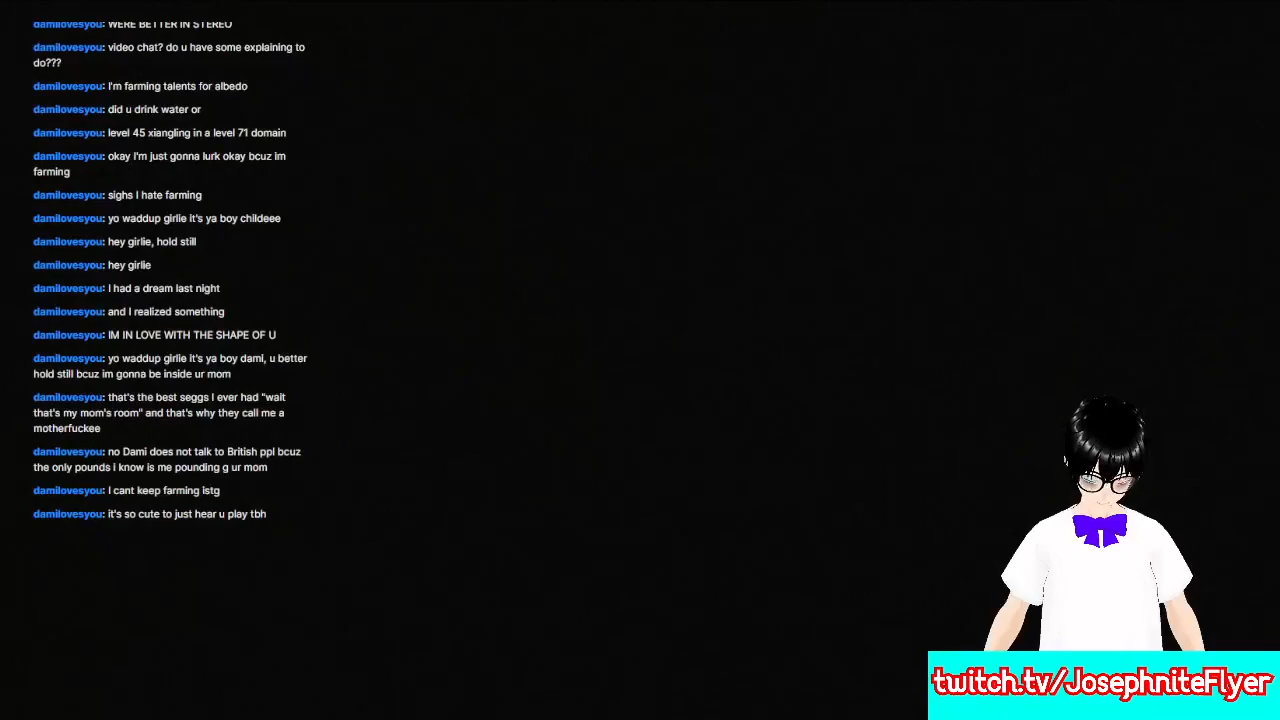 damilovesyou: WERE BETTER IN STEREO
damilovesyou: video chat? do u have some explaining to
do???
damilovesyou: I'm farming talents for albedo
damilovesyou: did u drink water or
damilovesyou: level 45 xiangling in a level 71 domain
damilovesyou: okay I'm just gonna lurk okay bcuz im
farming
damilovesyou: sighs I hate farming
damilovesyou: yo waddup girlie it's ya boy childeee
damilovesyou: hey girlie, hold still
damilovesyou: hey girlie
damilovesyou: I had a dream last night
damilovesyou: and I realized something
damilovesyou: IM IN LOVE WITH THE SHAPE OF U
damilovesyou: yo waddup girlie it's ya boy dami, u better
hold still bcuz im gonna be inside ur mom
damilovesyou: that's the best seggs I ever had "wait
that's my mom's room" and that's why they call me a
motherfuckee
damilovesyou: no Dami does not talk to British ppl bcuz
the only pounds i know is me pounding g ur mom
damilovesyou: I cant keep farming istg
damilovesyou: it's so cute to just hear u play tbh
twitch.tv/JosephniteFlyer